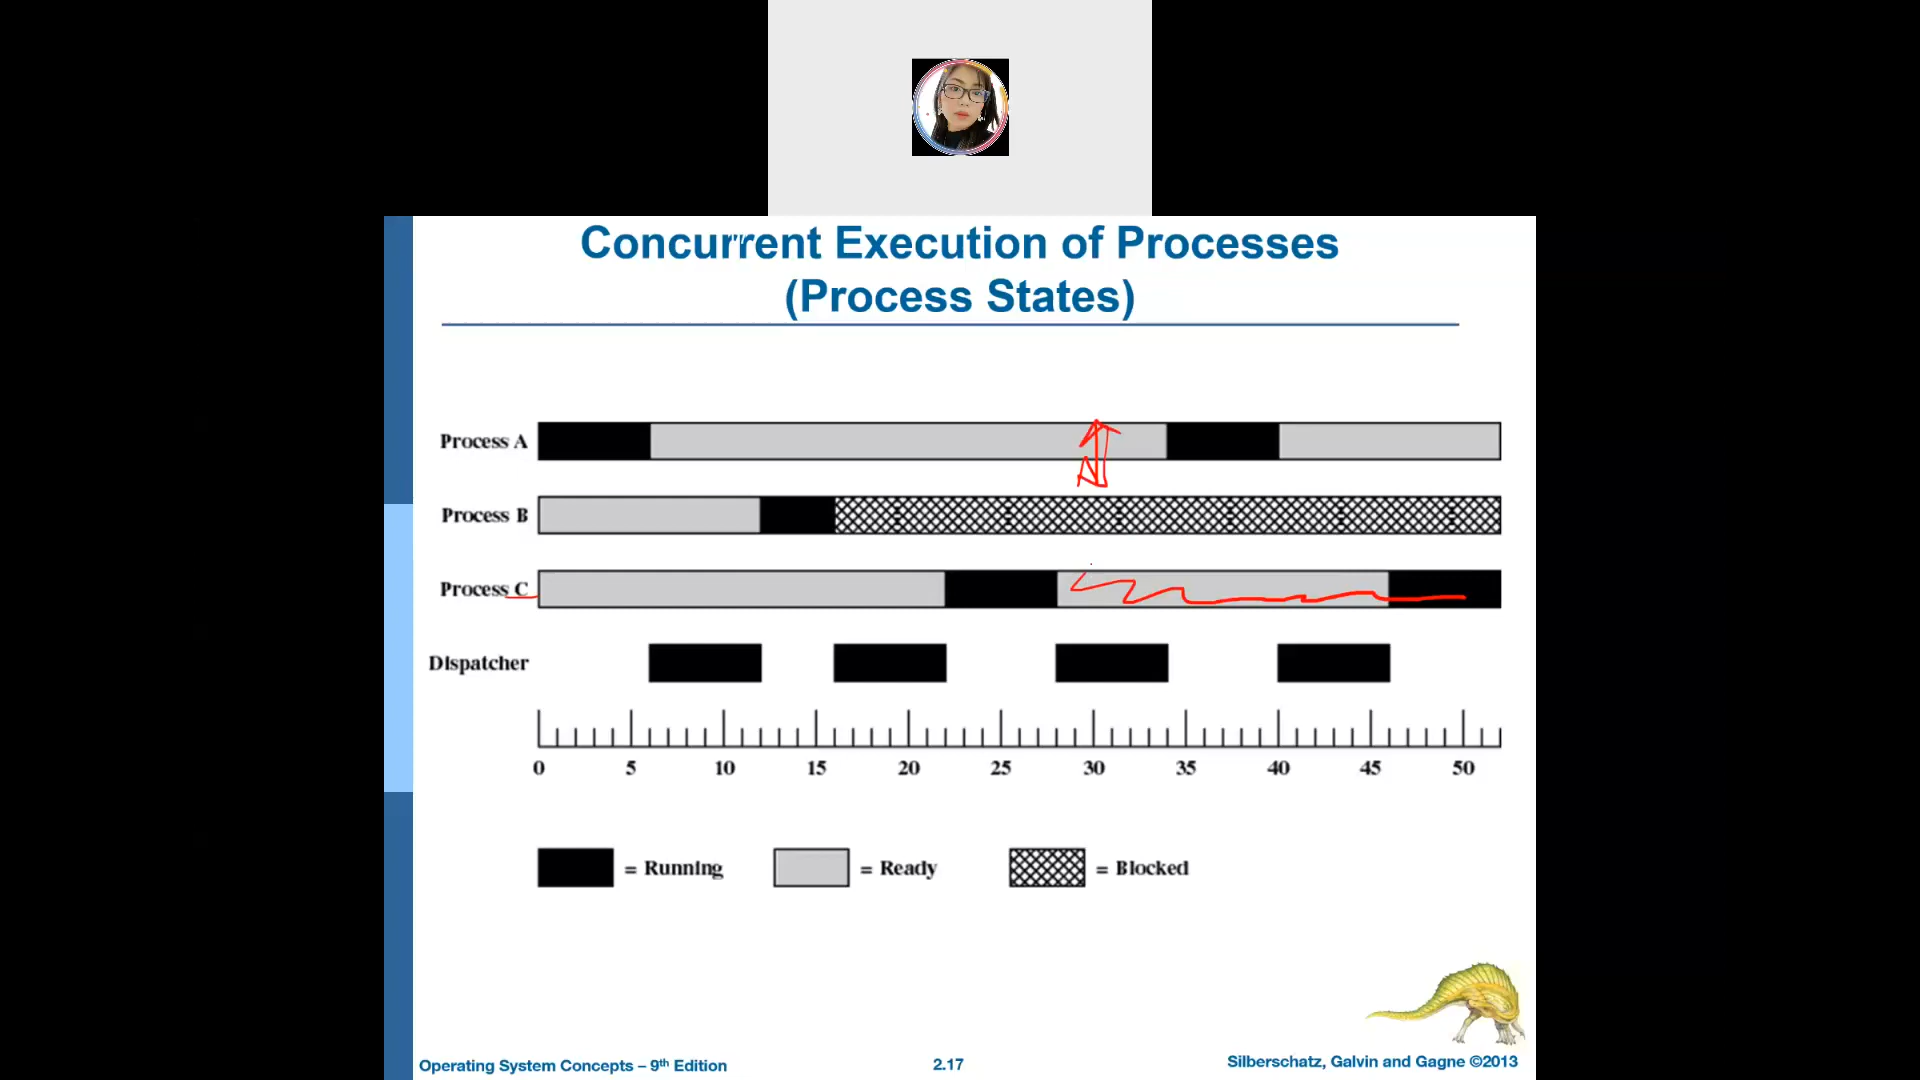 Concurrent Execution of Processes
(Process States)
Process A
Process B
Process C
Dispatcher
0 5 10 15 20 25 30 35 40 45 50
= Running = Ready = Blocked
Operating System Concepts – 9th Edition 2.17 Silberschatz, Galvin and Gagne ©2013